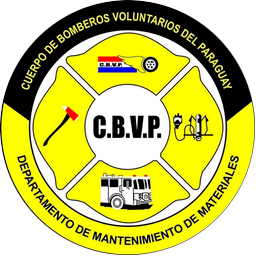 CUERPO DE BOMBEROS VOLUNTARIOS DEL PARAGUAY
C.B.V.P.
C.B.V.P.
DEPARTAMENTO DE MANTENIMIENTO DE MATERIALES